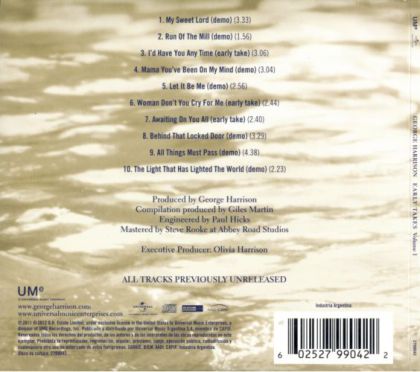 1. My Sweet Lord (demo) (3.33)
2. Run Of The Mill (demo) (1.56)
3. I'd Have You Any Time (early take) (3.06)
4. Mama You've Been On My Mind (demo) (3.04)
5. Let It Be Me (demo) (2.56)
6. Woman Don't You Cry For Me (early take) (2.44)
7. Awaiting On You All (early take) (2.40)
8. Behind That Locked Door (demo) (3.29)
9. All Things Must Pass (demo) (4.38)
10. The Light That Has Lighted The World (demo) (2.23)
Produced by George Harrison
Compilation produced by Giles Martin
Engineered by Paul Hicks
Mastered by Steve Rooke at Abbey Road Studios
Executive Producer: Olivia Harrison
ALL TRACKS PREVIOUSLY UNRELEASED
UMe
www.georgeharrison.com
www.universalmusicenterprises.com
Industria Argentina
6 02527 99042 2
UMe
GEORGE HARRISON EARLY TAKES Volume 1